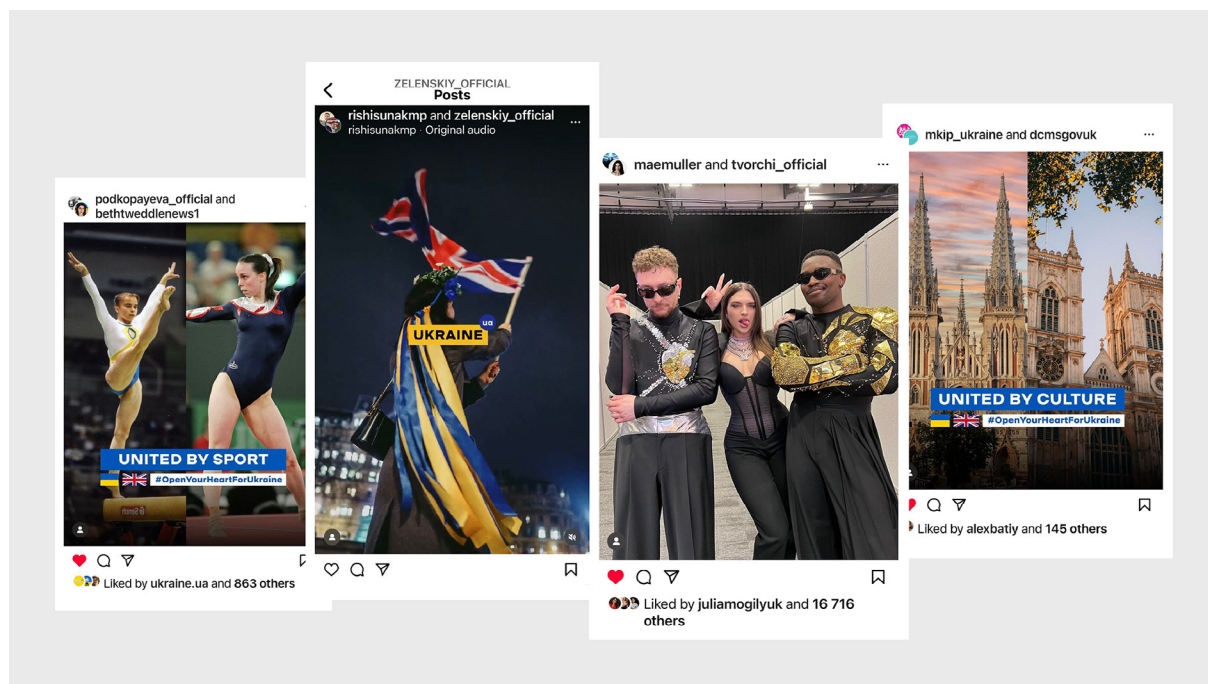 podkopayeva_official and
bethtweddlenews1
UNITED BY SPORT
#OpenYourHeartForUkraine
Liked by ukraine.ua and 863 others
ZELENSKIY_OFFICIAL
Posts
rishisunakmp and zelenskiy_official
rishisunakmp · Original audio
ua
UKRAINE
maemuller and tvorchi_official
Liked by juliamogilyuk and 16 716
others
mkip_ukraine and dcmsgovuk
UNITED BY CULTURE
#OpenYourHeartForUkraine
Liked by alexbatiy and 145 others